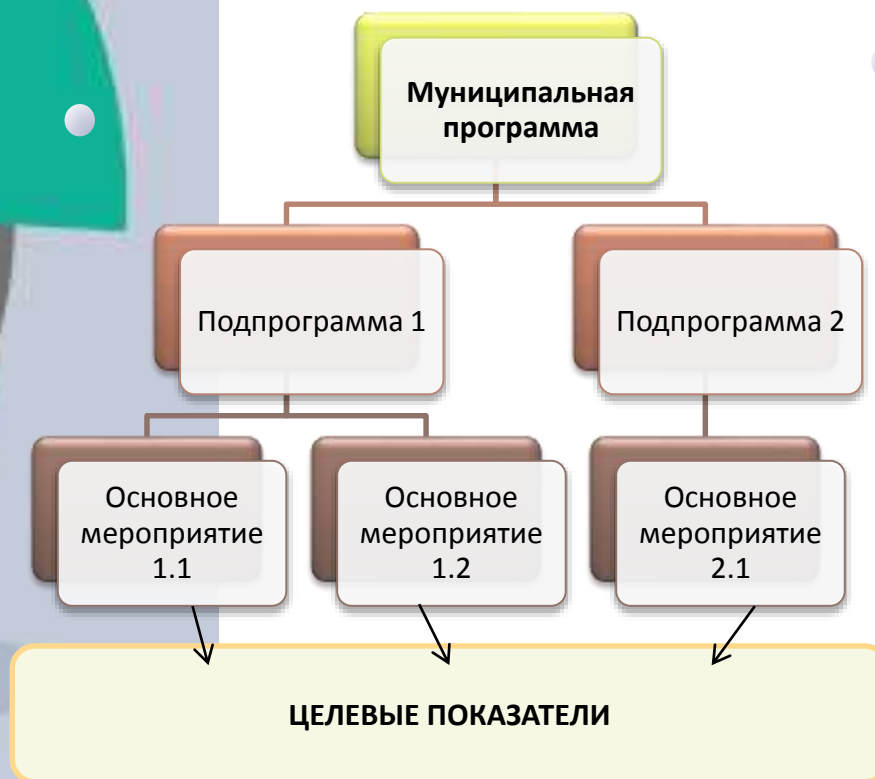 Муниципальная
программа
Подпрограмма 1
Подпрограмма 2
Основное
мероприятие
1.1
Основное
мероприятие
1.2
Основное
мероприятие
2.1
ЦЕЛЕВЫЕ ПОКАЗАТЕЛИ